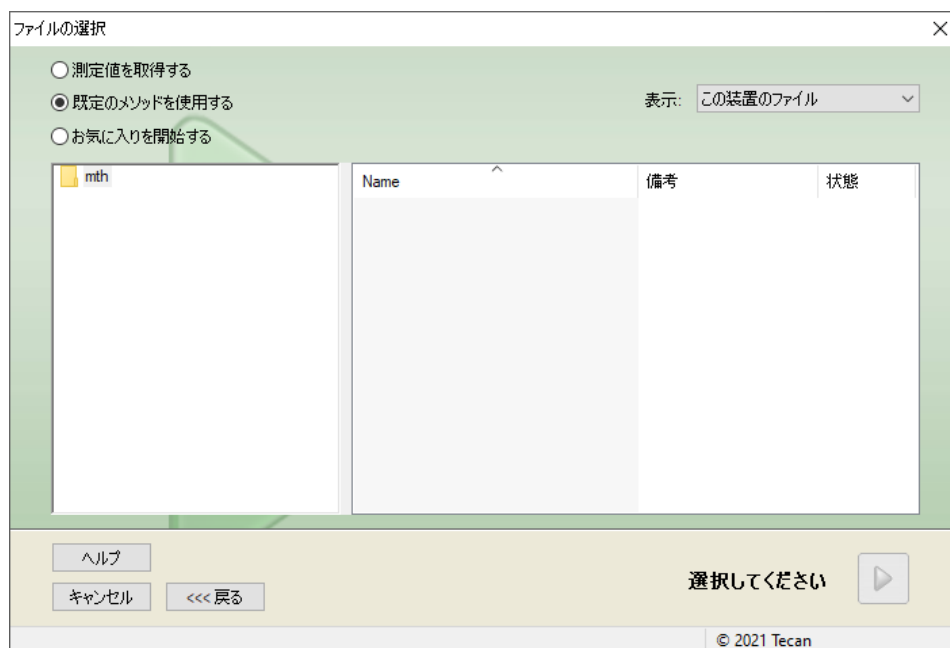 ファイルの選択
測定値を取得する
既定のメソッドを使用する
表示: この装置のファイル
お気に入りを開始する
mth
Name 備考 状態
ヘルプ
選択してください
キャンセル <<< 戻る
© 2021 Tecan